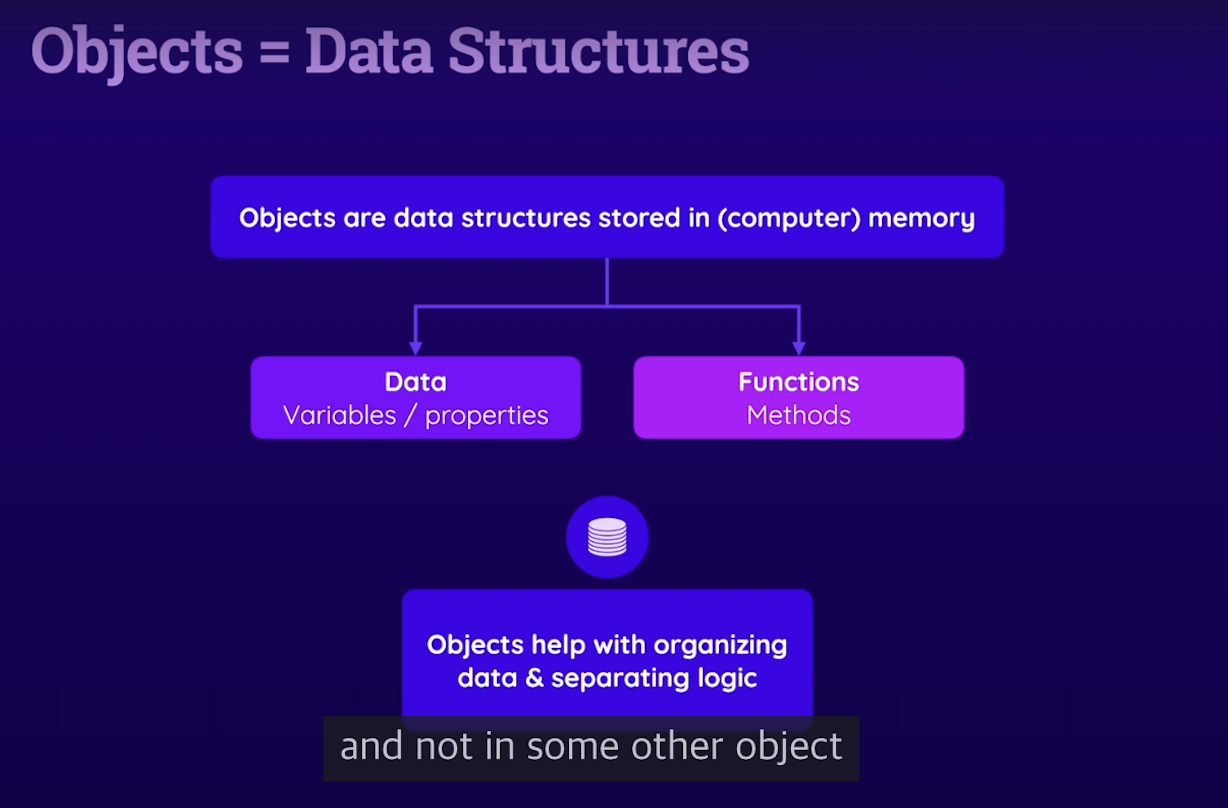 Objects = Data Structures
Objects are data structures stored in (computer) memory
Data
Variables / properties
Functions
Methods
Objects help with organizing
data & separating logic
and not in some other object